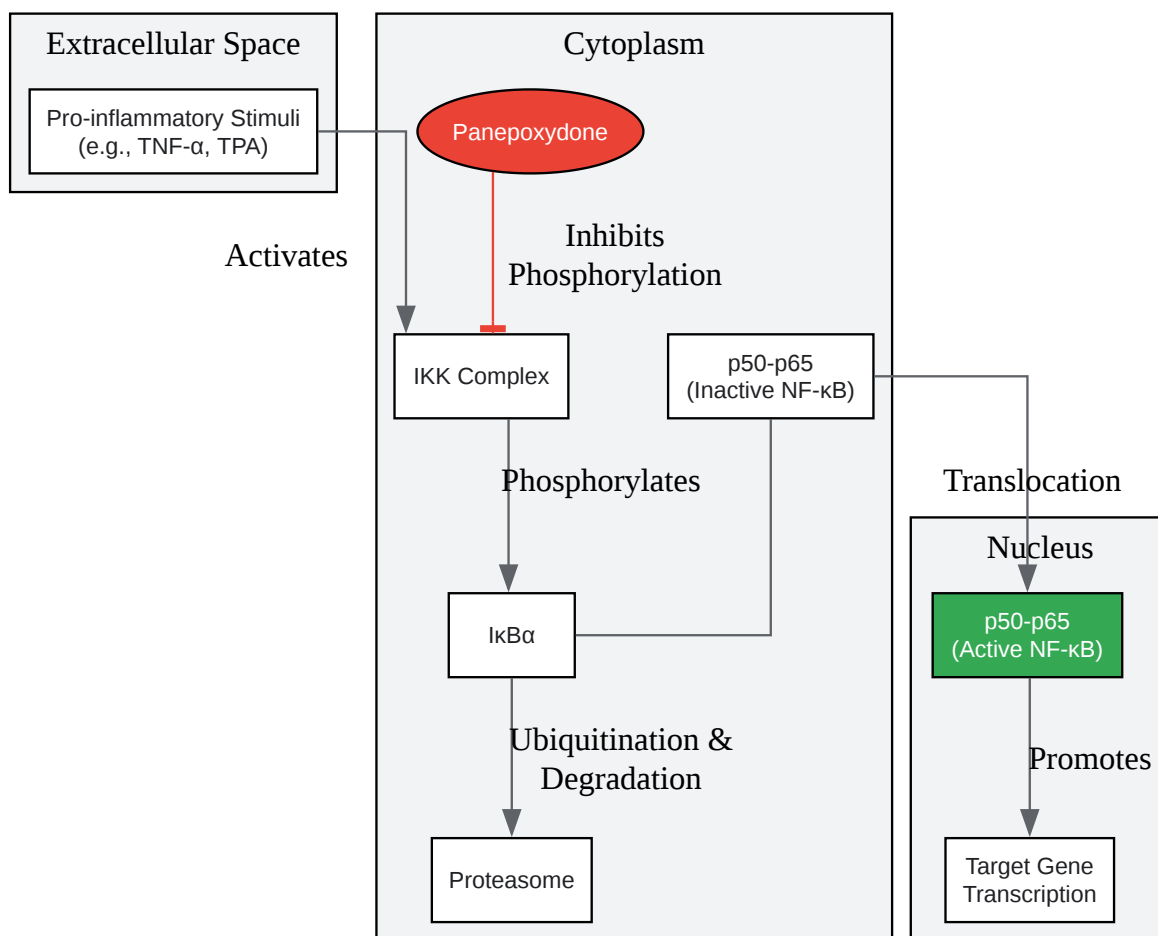 Extracellular Space
Pro-inflammatory Stimuli
(e.g., TNF-α, TPA)
Activates
Cytoplasm
Panepoxydone
Inhibits
Phosphorylation
IKK Complex
p50-p65
(Inactive NF-κB)
Phosphorylates
IκBα
Ubiquitination &
Degradation
Proteasome
Translocation
Nucleus
p50-p65
(Active NF-κB)
Promotes
Target Gene
Transcription